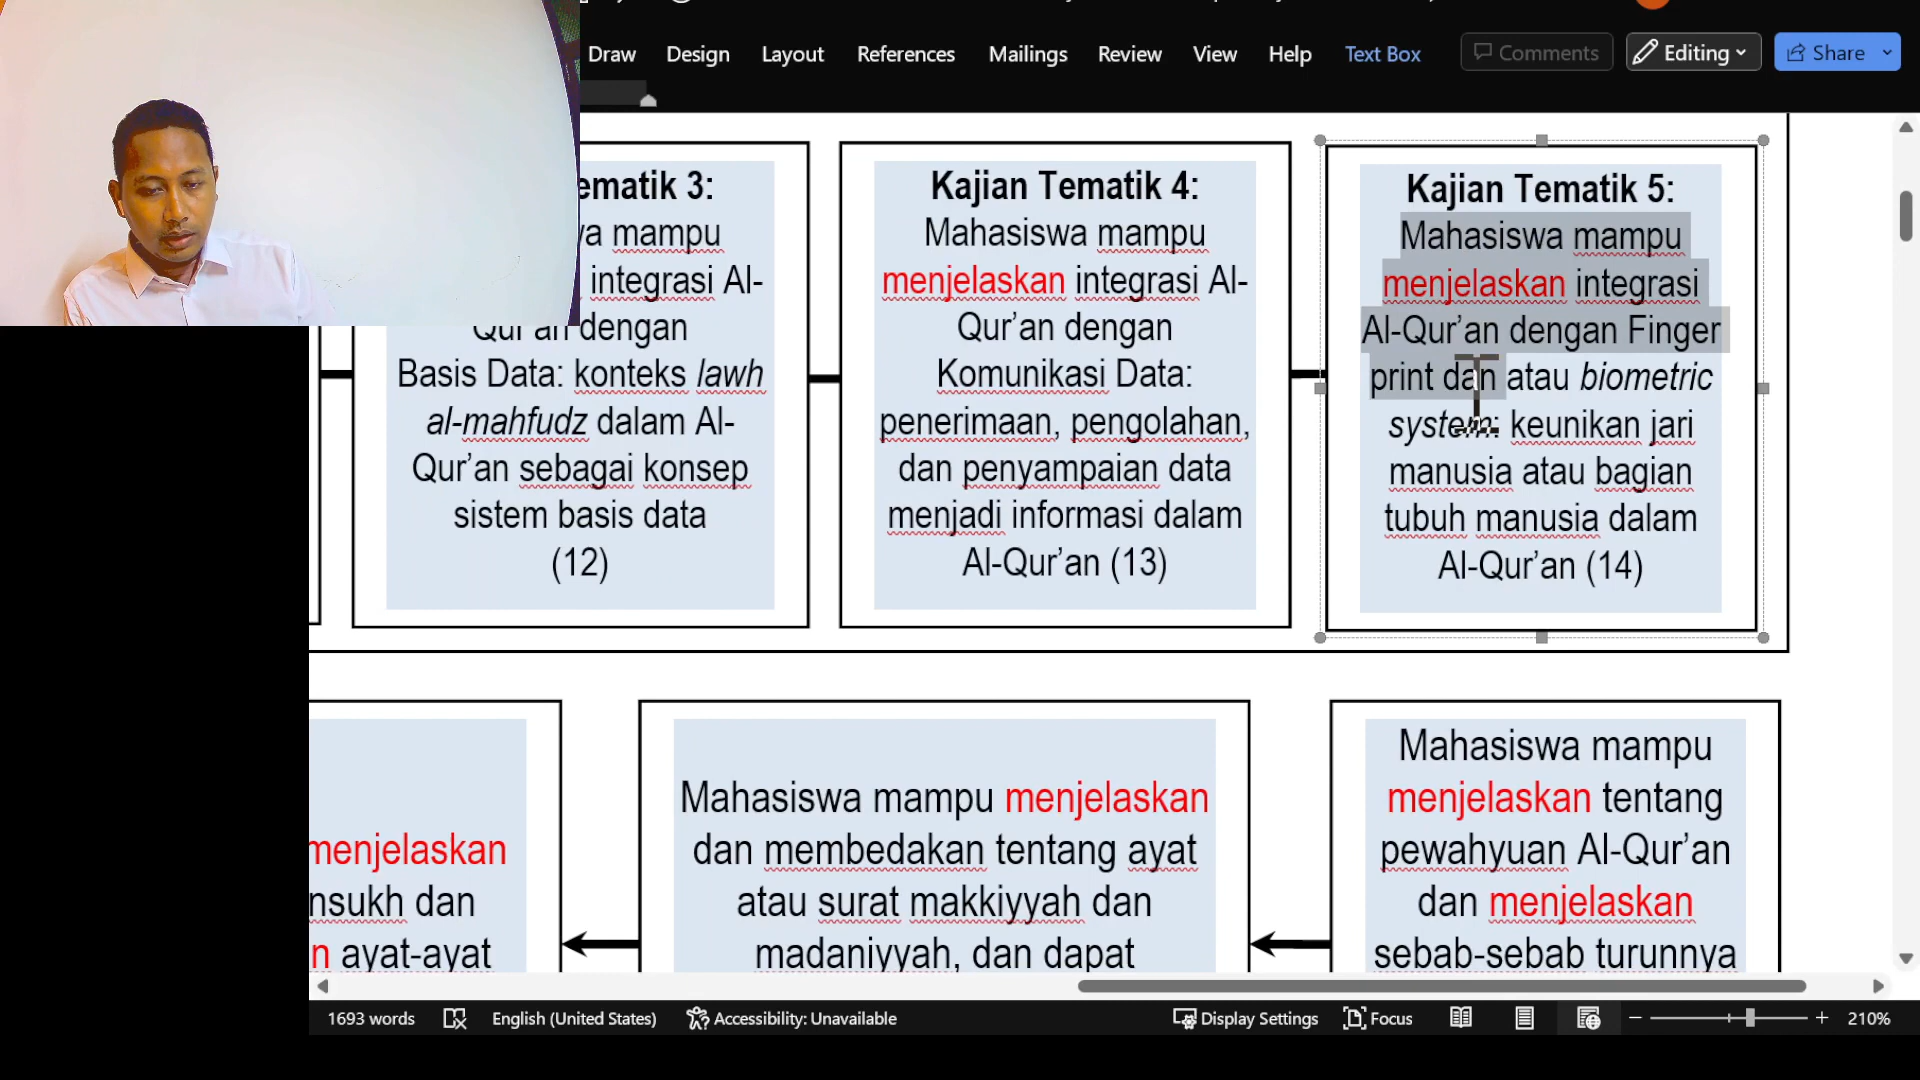 Draw Design Layout References Mailings Review View Help Text Box Comments Editing Share
ematik 3:
a mampu
integrasi Al-
Qur'an dengan
Basis Data: konteks lawh
al-mahfudz dalam Al-
Qur'an sebagai konsep
sistem basis data
(12)
Kajian Tematik 4:
Mahasiswa mampu
menjelaskan integrasi Al-
Qur'an dengan
Komunikasi Data:
penerimaan, pengolahan,
dan penyampaian data
menjadi informasi dalam
Al-Qur'an (13)
Kajian Tematik 5:
Mahasiswa mampu
menjelaskan integrasi
Al-Qur'an dengan Finger
print dan atau biometric
system: keunikan jari
manusia atau bagian
tubuh manusia dalam
Al-Qur'an (14)
menjelaskan
nsukh dan
n ayat-ayat
Mahasiswa mampu menjelaskan
dan membedakan tentang ayat
atau surat makkiyyah dan
madaniyyah, dan dapat
Mahasiswa mampu
menjelaskan tentang
pewahyuan Al-Qur'an
dan menjelaskan
sebab-sebab turunnya
1693 words English (United States) Accessibility: Unavailable Display Settings Focus 210%